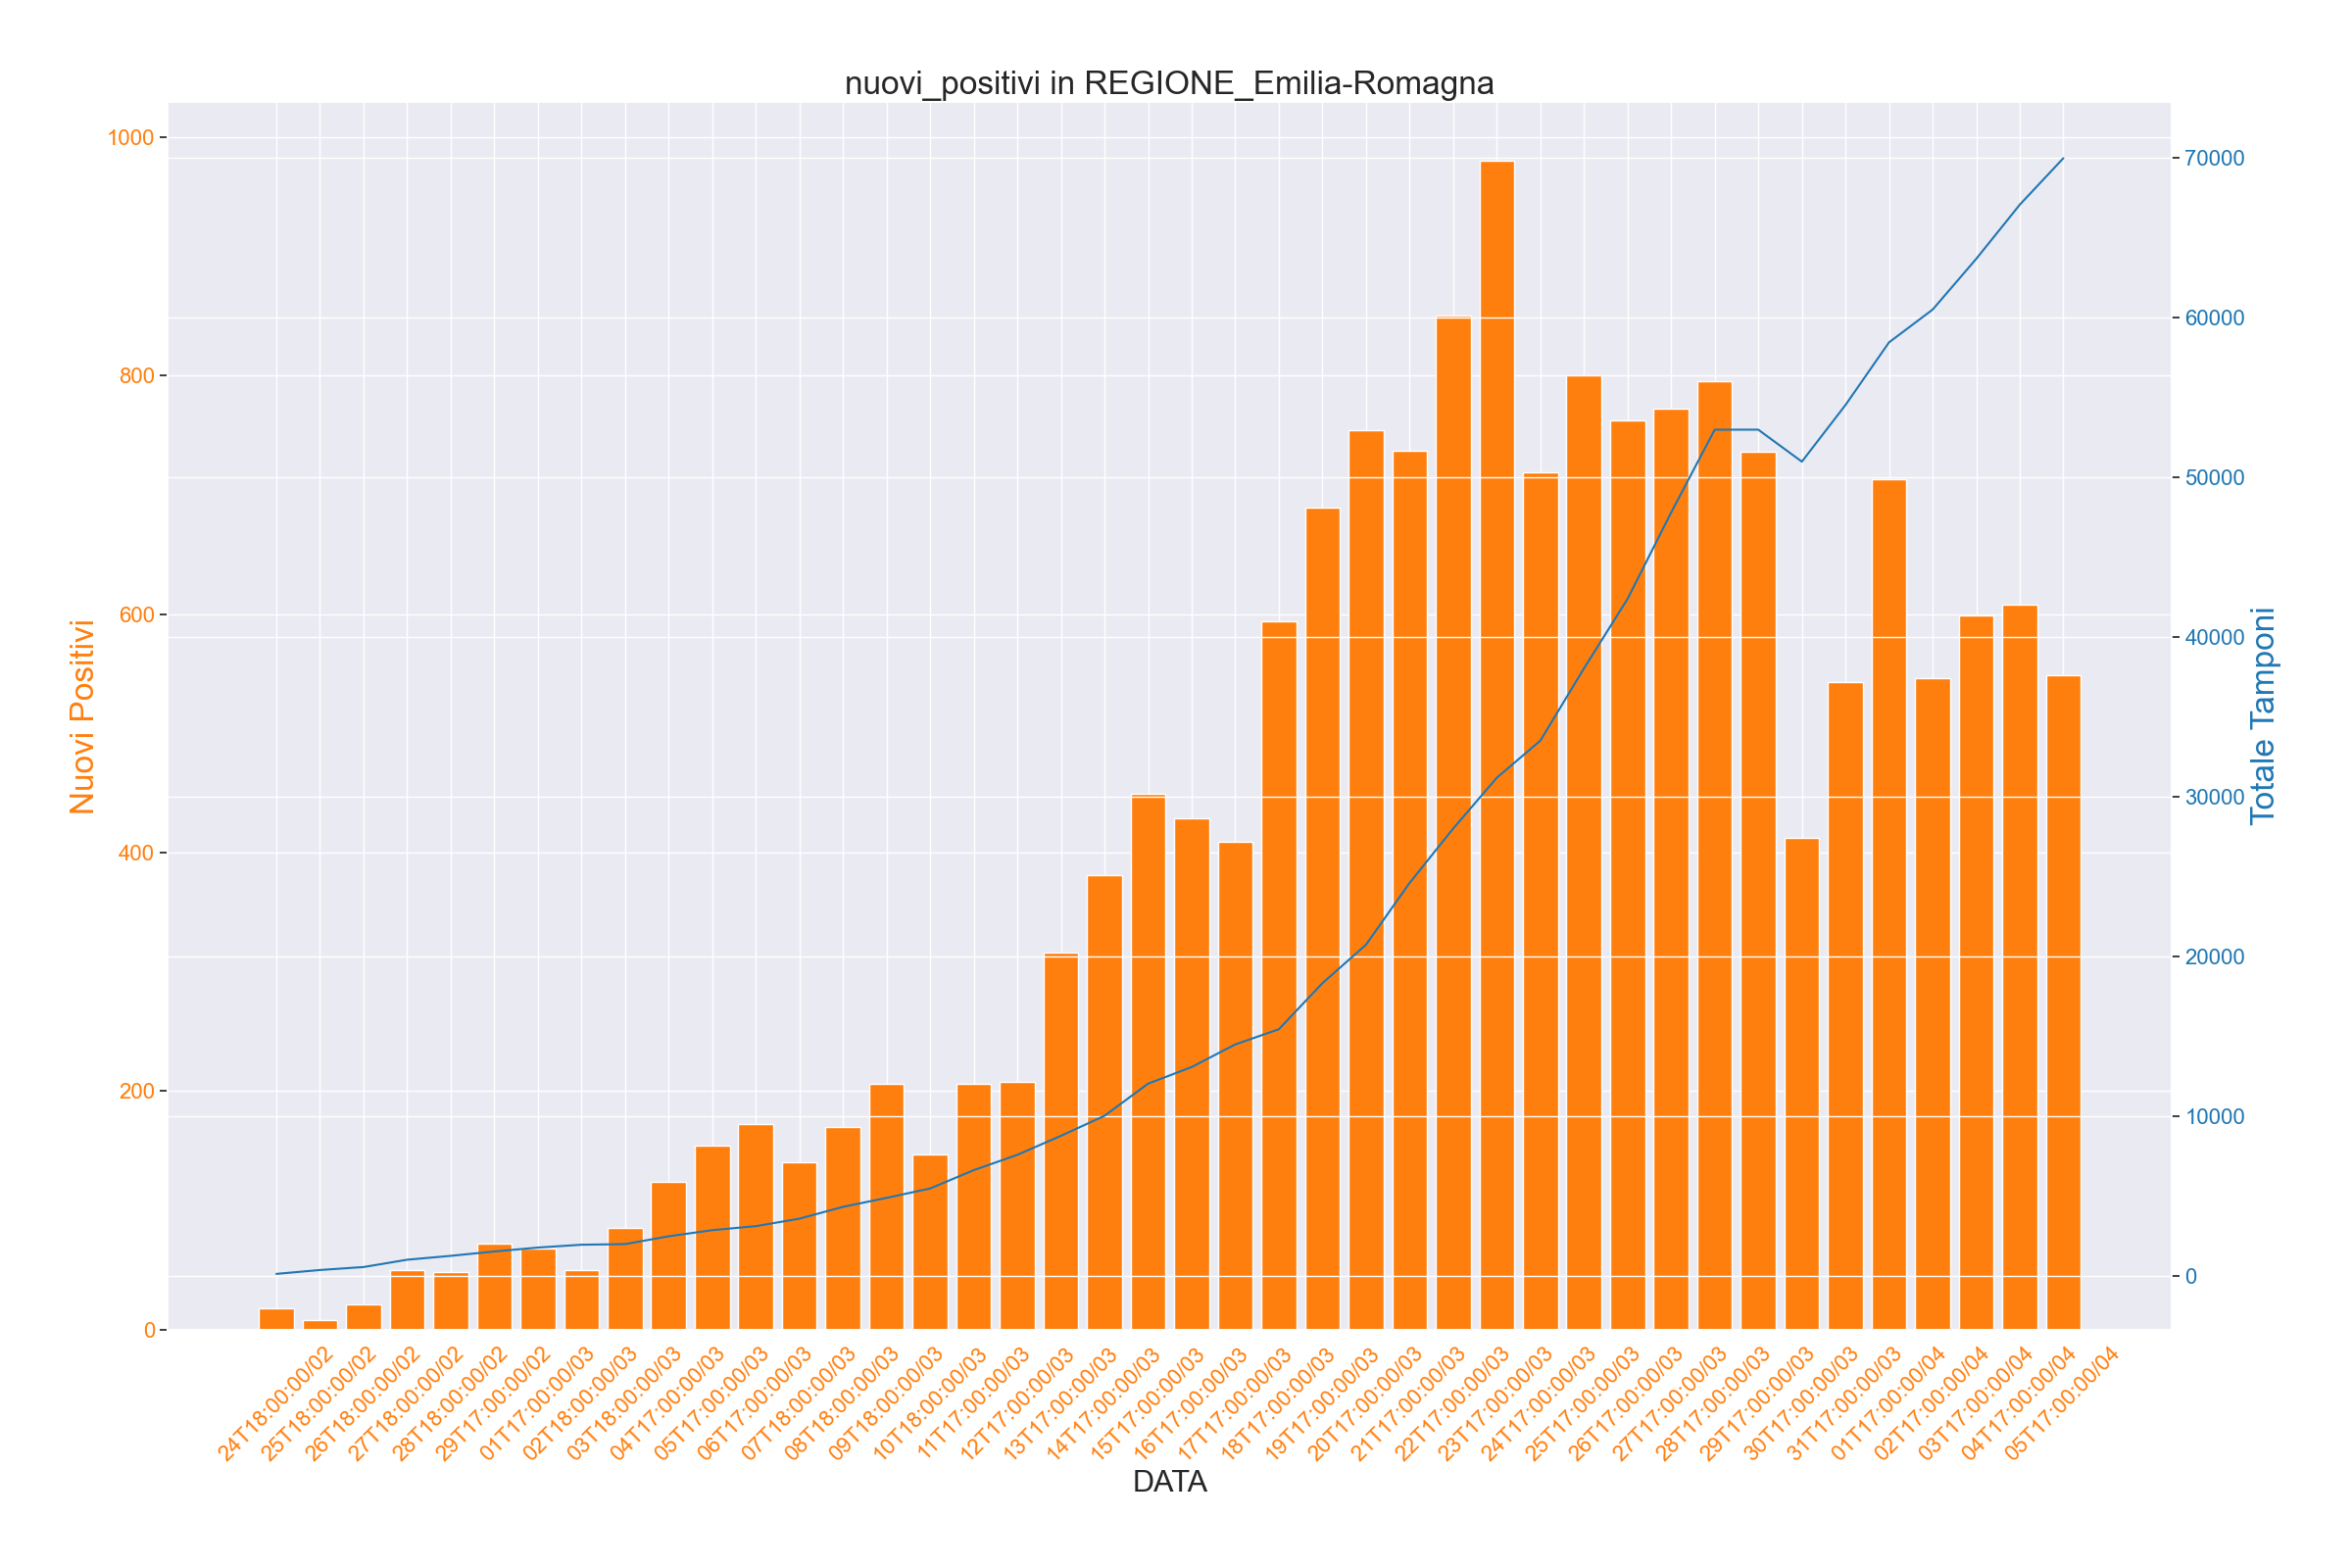 nuovi_positivi in REGIONE_Emilia-Romagna
1000
800
600
400
200
0
Nuovi Positivi
70000
60000
50000
40000
30000
20000
10000
0
Totale Tamponi
24T18:00:00/02
25T18:00:00/02
26T18:00:00/02
27T18:00:00/02
28T18:00:00/02
29T17:00:00/02
01T17:00:00/03
02T18:00:00/03
03T18:00:00/03
04T17:00:00/03
05T17:00:00/03
06T17:00:00/03
07T18:00:00/03
08T18:00:00/03
09T18:00:00/03
10T18:00:00/03
11T17:00:00/03
12T17:00:00/03
13T17:00:00/03
14T17:00:00/03
15T17:00:00/03
16T17:00:00/03
17T17:00:00/03
18T17:00:00/03
19T17:00:00/03
20T17:00:00/03
21T17:00:00/03
22T17:00:00/03
23T17:00:00/03
24T17:00:00/03
25T17:00:00/03
26T17:00:00/03
27T17:00:00/03
28T17:00:00/03
29T17:00:00/03
30T17:00:00/03
31T17:00:00/03
01T17:00:00/04
02T17:00:00/04
03T17:00:00/04
04T17:00:00/04
05T17:00:00/04
DATA